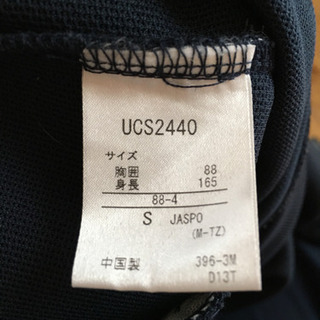 UCS2440
サイズ
胸囲 88
身長 165
88-4
S JASPO
(M-TZ)
中国製 396-3M
D13T